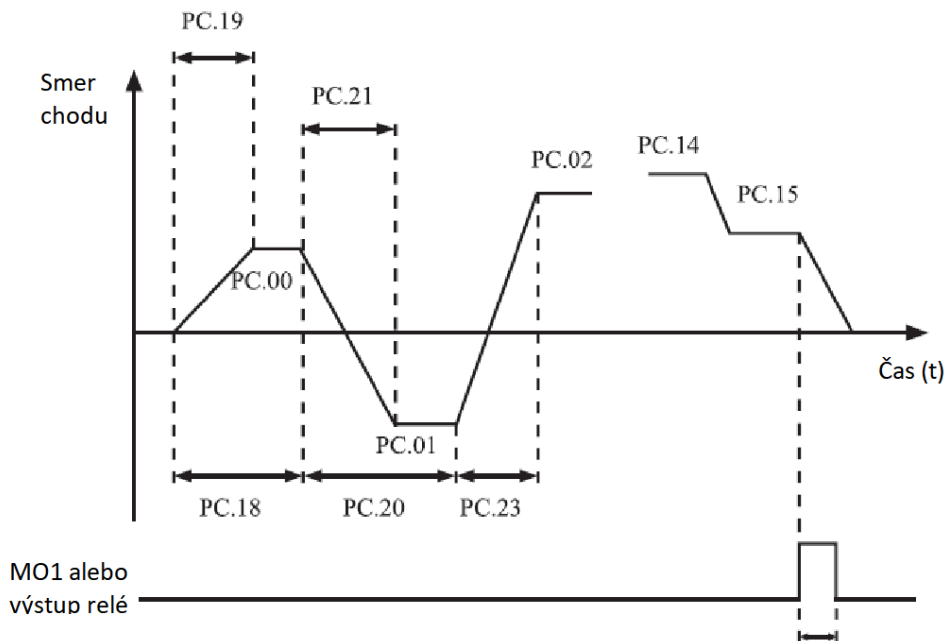 PC.19
Smer
chodu
PC.21
PC.02
PC.14
PC.15
PC.00
Čas (t)
PC.01
PC.18
PC.20
PC.23
MO1 alebo
výstup relé